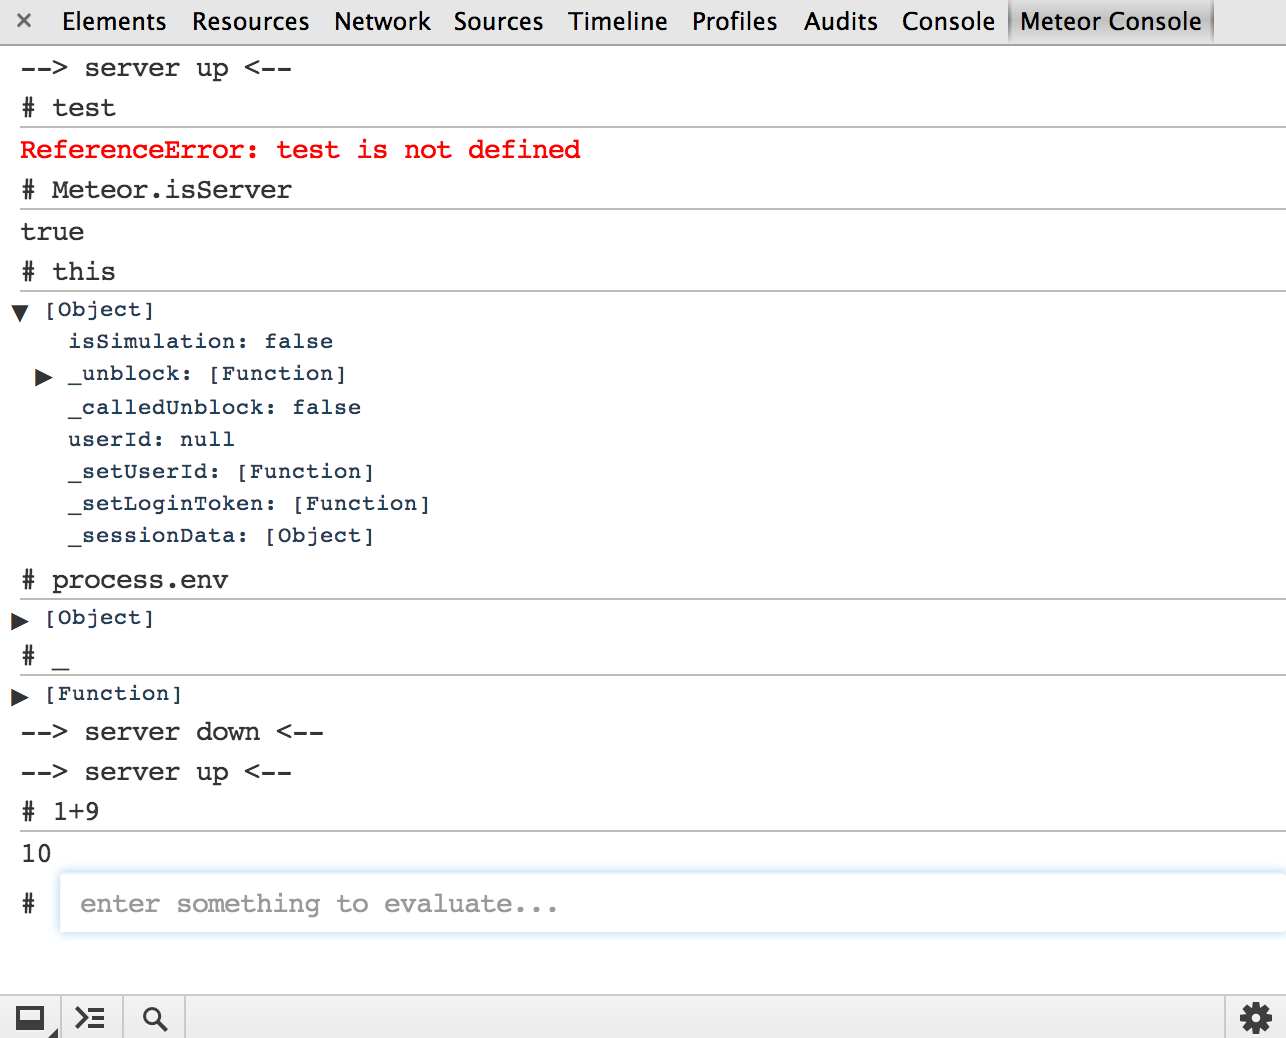 × Elements Resources Network Sources Timeline Profiles Audits Console Meteor Console
--> server up <--
# test
ReferenceError: test is not defined
# Meteor.isServer
true
# this
▼ [Object]
isSimulation: false
▶ _unblock: [Function]
_calledUnblock: false
userId: null
_setUserId: [Function]
_setLoginToken: [Function]
_sessionData: [Object]
# process.env
▶ [Object]
# _
▶ [Function]
--> server down <--
--> server up <--
# 1+9
10
# enter something to evaluate...